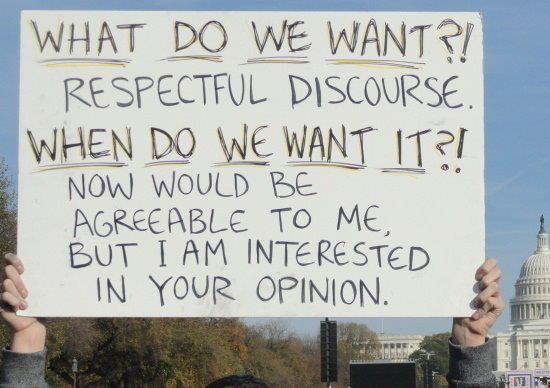 WHAT DO WE WANT?!
RESPECTFUL DISCOURSE.
WHEN DO WE WANT IT?!
NOW WOULD BE
AGREEABLE TO ME,
BUT I AM INTERESTED
IN YOUR OPINION.